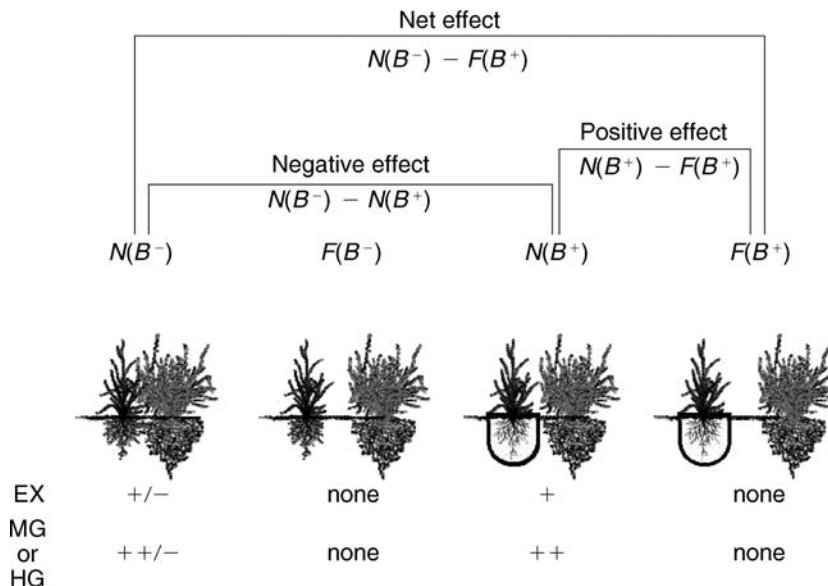 Net effect
N(B⁻) − F(B⁺)
Positive effect
N(B⁺) − F(B⁺)
Negative effect
N(B⁻) − N(B⁺)
N(B⁻) F(B⁻) N(B⁺) F(B⁺)
EX +/− none + none
MG
or ++/− none ++ none
HG